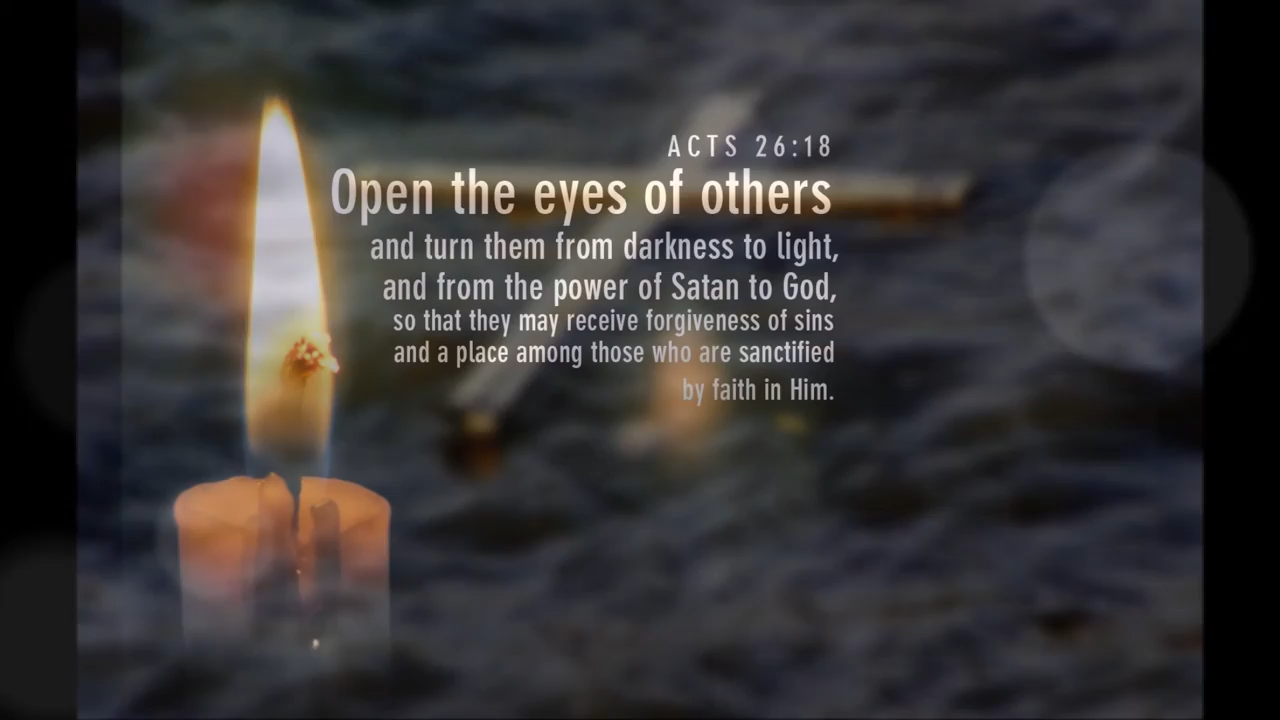 ACTS 26:18
Open the eyes of others
and turn them from darkness to light,
and from the power of Satan to God,
so that they may receive forgiveness of sins
and a place among those who are sanctified
by faith in Him.